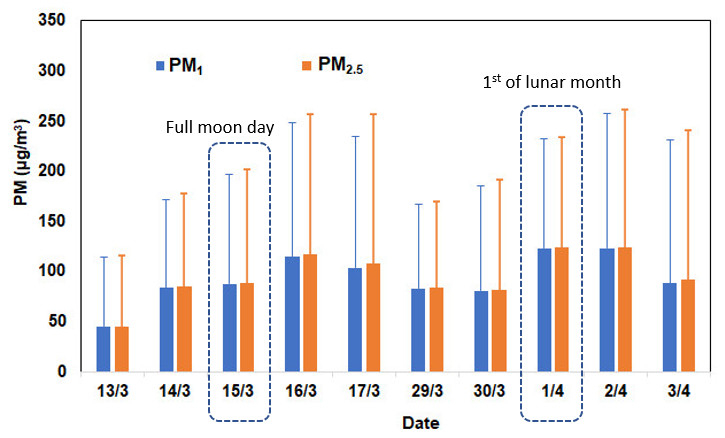 350
300
250
200
150
100
50
0
PM (µg/m³)
PM₁
PM₂.₅
Full moon day
1ˢᵗ of lunar month
13/3 14/3 15/3 16/3 17/3 29/3 30/3 1/4 2/4 3/4
Date